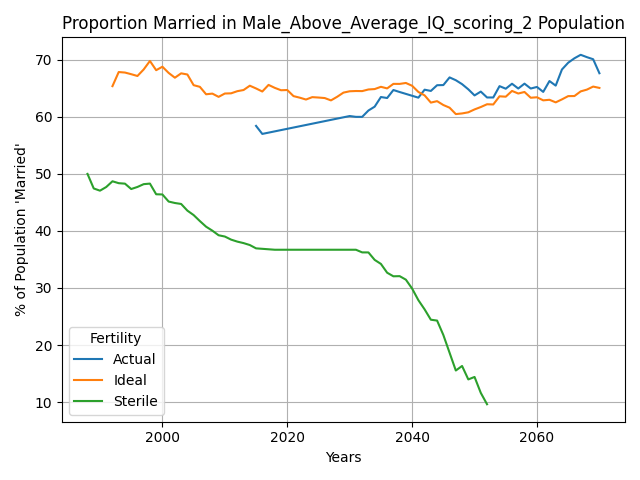 Proportion Married in Male_Above_Average_IQ_scoring_2 Population
% of Population 'Married'
70
60
50
40
30
20
10
Fertility
Actual
Ideal
Sterile
2000
2020
2040
2060
Years